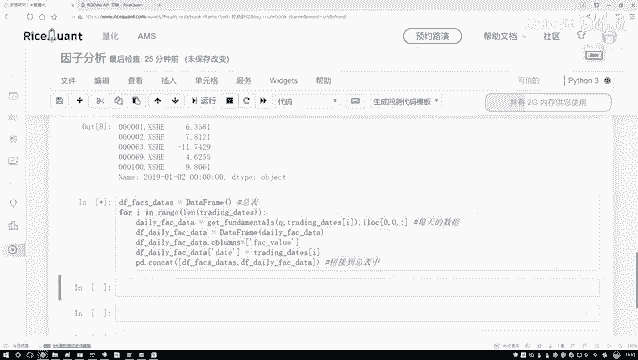 RiceQuant 量化 AMS 预约路演 帮助文档 社区
因子分析 最后检查: 25 分钟前 (未保存改变)
文件 编辑 查看 插入 单元格 服务 Widgets 帮助 可信的 Python 3
运行 代码 生成回测代码模板 2G 内存供您使用
Out[8]: 000001.XSHE 6.3581
000002.XSHE 7.8121
000063.XSHE -11.7429
000069.XSHE 4.6255
000100.XSHE 9.8061
Name: 2019-01-02 00:00:00, dtype: object
In [*]: df_facs_datas = DataFrame() #总表
for i in range(len(trading_dates)):
daily_fac_data = get_fundamentals(q,trading_dates[i]).iloc[0,0,:] #每天的数据
df_daily_fac_data = DataFrame(daily_fac_data)
df_daily_fac_data.columns=['fac_value']
df_daily_fac_data['date'] = trading_dates[i]
pd.concat([df_facs_datas,df_daily_fac_data]) #拼接到总表中
In [ ]:
In [ ]: